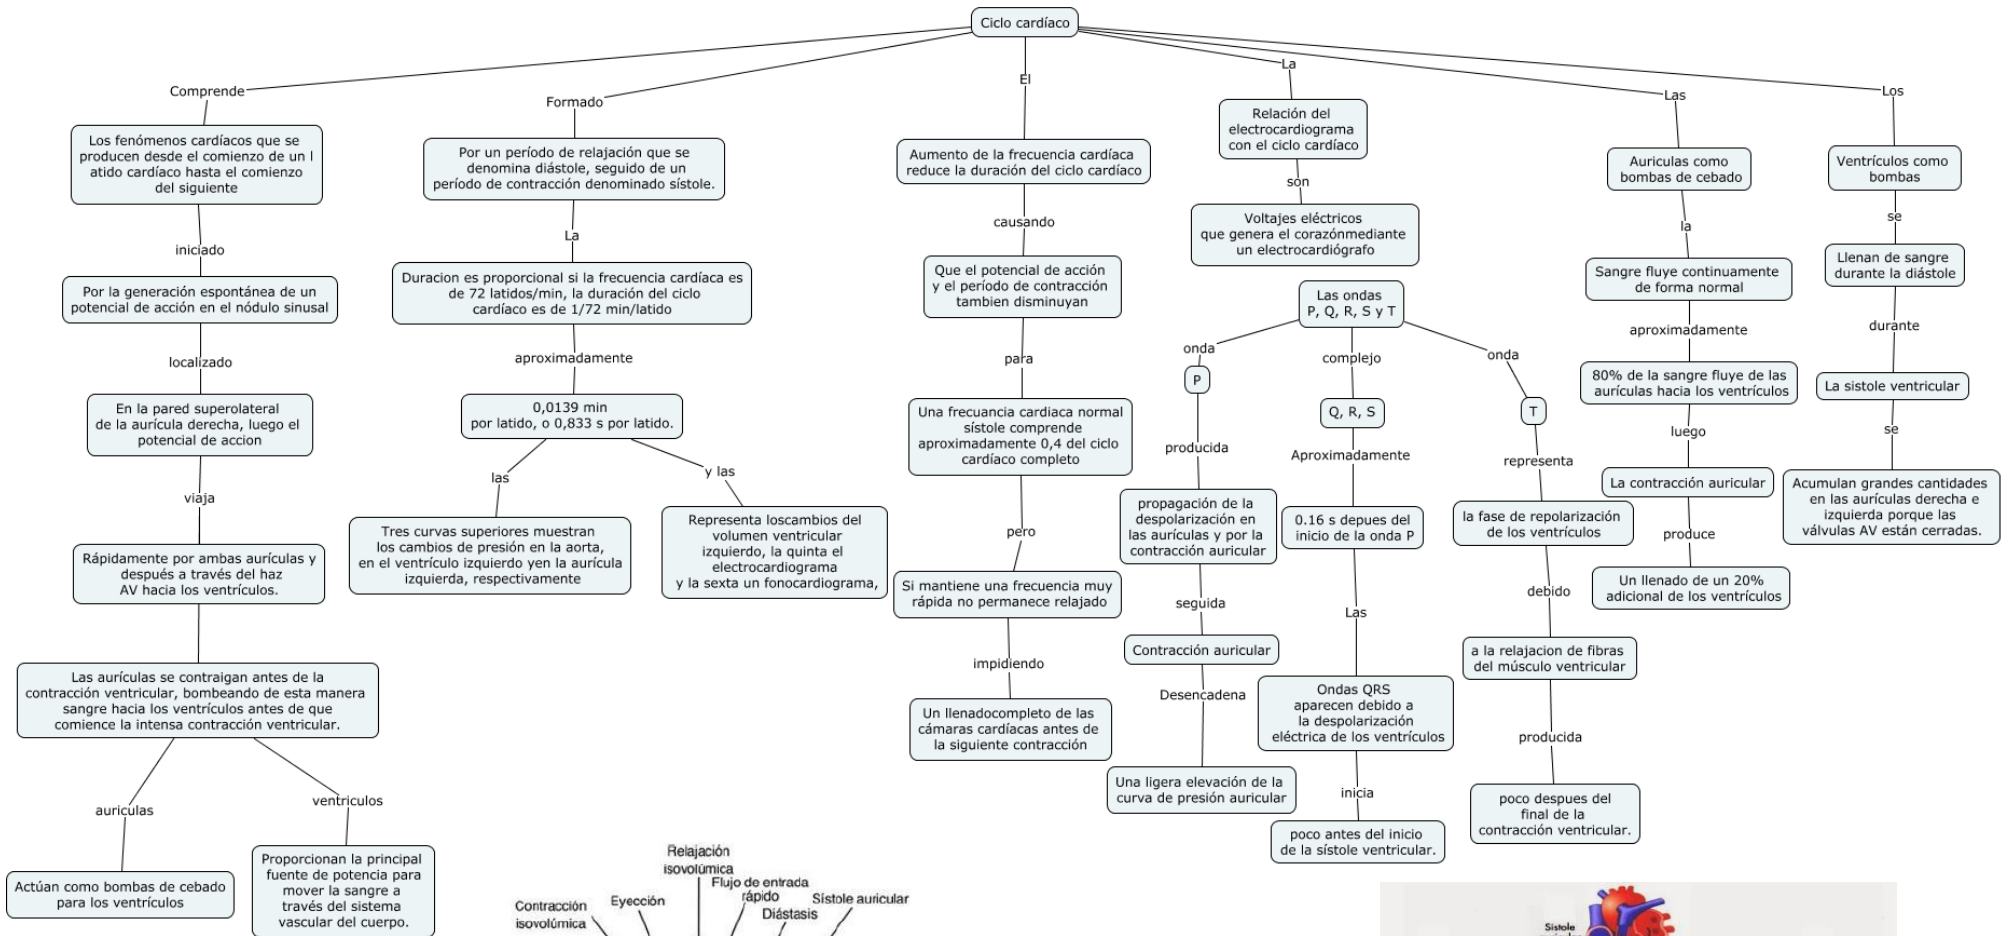 Ciclo cardíaco
Comprende
Los fenómenos cardíacos que se
producen desde el comienzo de un l
atido cardíaco hasta el comienzo
del siguiente
iniciado
Por la generación espontánea de un
potencial de acción en el nódulo sinusal
localizado
En la pared superolateral
de la aurícula derecha, luego el
potencial de accion
viaja
Rápidamente por ambas aurículas y
después a través del haz
AV hacia los ventrículos.
Las aurículas se contraigan antes de la
contracción ventricular, bombeando de esta manera
sangre hacia los ventrículos antes de que
comience la intensa contracción ventricular.
auriculas
Actúan como bombas de cebado
para los ventrículos
ventriculos
Proporcionan la principal
fuente de potencia para
mover la sangre a
través del sistema
vascular del cuerpo.
Formado
Por un período de relajación que se
denomina diástole, seguido de un
período de contracción denominado sístole.
La
Duracion es proporcional si la frecuencia cardíaca es
de 72 latidos/min, la duración del ciclo
cardíaco es de 1/72 min/latido
aproximadamente
0,0139 min
por latido, o 0,833 s por latido.
las
Tres curvas superiores muestran
los cambios de presión en la aorta,
en el ventrículo izquierdo yen la aurícula
izquierda, respectivamente
y las
Representa loscambios del
volumen ventricular
izquierdo, la quinta el
electrocardiograma
y la sexta un fonocardiograma,
El
Aumento de la frecuencia cardíaca
reduce la duración del ciclo cardíaco
causando
Que el potencial de acción
y el período de contracción
tambien disminuyan
para
Una frecuancia cardiaca normal
sístole comprende
aproximadamente 0,4 del ciclo
cardíaco completo
pero
Si mantiene una frecuencia muy
rápida no permanece relajado
impidiendo
Un llenadocompleto de las
cámaras cardíacas antes de
la siguiente contracción
La
Relación del
electrocardiograma
con el ciclo cardíaco
son
Voltajes eléctricos
que genera el corazónmediante
un electrocardiógrafo
Las ondas
P, Q, R, S y T
onda
P
producida
propagación de la
despolarización en
las aurículas y por la
contracción auricular
seguida
Contracción auricular
Desencadena
Una ligera elevación de la
curva de presión auricular
complejo
Q, R, S
Aproximadamente
0.16 s depues del
inicio de la onda P
Las
Ondas QRS
aparecen debido a
la despolarización
eléctrica de los ventrículos
inicia
poco antes del inicio
de la sístole ventricular.
onda
T
representa
la fase de repolarización
de los ventrículos
debido
a la relajacion de fibras
del músculo ventricular
producida
poco despues del
final de la
contracción ventricular.
Las
Auriculas como
bombas de cebado
la
Sangre fluye continuamente
de forma normal
aproximadamente
80% de la sangre fluye de las
aurículas hacia los ventrículos
luego
La contracción auricular
produce
Un llenado de un 20%
adicional de los ventrículos
Los
Ventrículos como
bombas
se
Llenan de sangre
durante la diástole
durante
La sistole ventricular
se
Acumulan grandes cantidades
en las aurículas derecha e
izquierda porque las
válvulas AV están cerradas.
Contracción
isovolúmica
Eyección
Relajación
isovolúmica
Flujo de entrada
rápido
Diástasis
Sístole auricular
Sistole